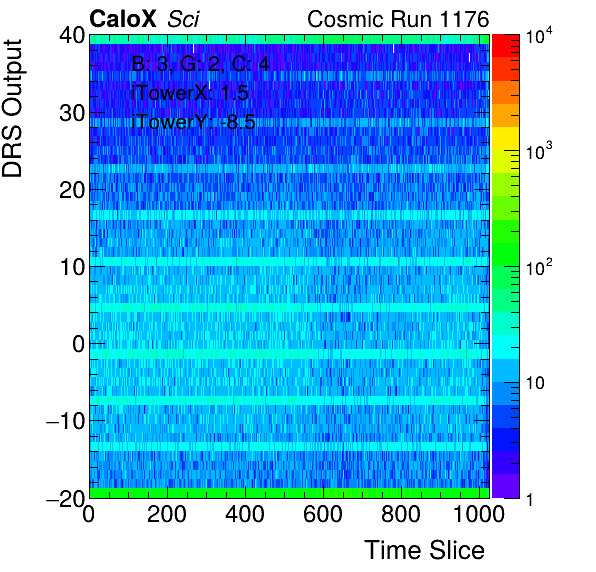 CaloX Sci
Cosmic Run 1176
DRS Output
B: 3, G: 2, C: 4
iTowerX: 1.5
iTowerY: -8.5
40
30
20
10
0
−10
−20
0 200 400 600 800 1000
Time Slice
10⁴
10³
10²
10
1